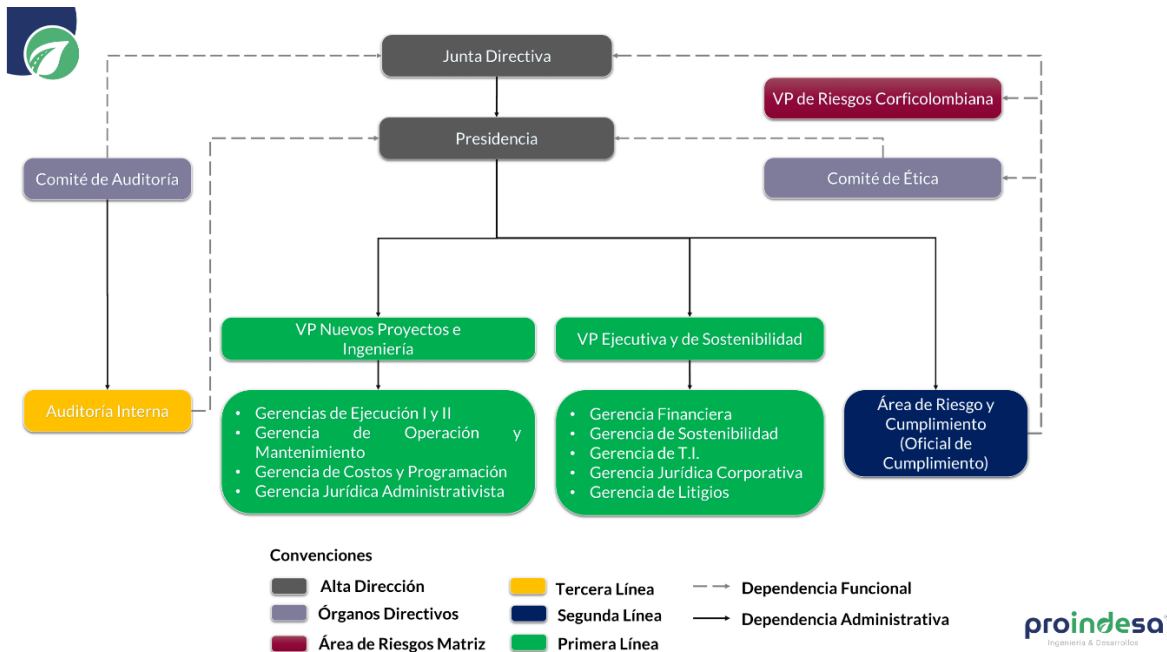 Junta Directiva
VP de Riesgos Corficolombiana
Presidencia
Comité de Auditoría
Comité de Ética
VP Nuevos Proyectos e
Ingeniería
VP Ejecutiva y de Sostenibilidad
Auditoría Interna
• Gerencias de Ejecución I y II
• Gerencia de Operación y
Mantenimiento
• Gerencia de Costos y Programación
• Gerencia Jurídica Administrativista
• Gerencia Financiera
• Gerencia de Sostenibilidad
• Gerencia de T.I.
• Gerencia Jurídica Corporativa
• Gerencia de Litigios
Área de Riesgo y
Cumplimiento
(Oficial de
Cumplimiento)
Convenciones
Alta Dirección
Órganos Directivos
Área de Riesgos Matriz
Tercera Línea
Segunda Línea
Primera Línea
Dependencia Funcional
Dependencia Administrativa
proindesa
Ingeniería & Desarrollos